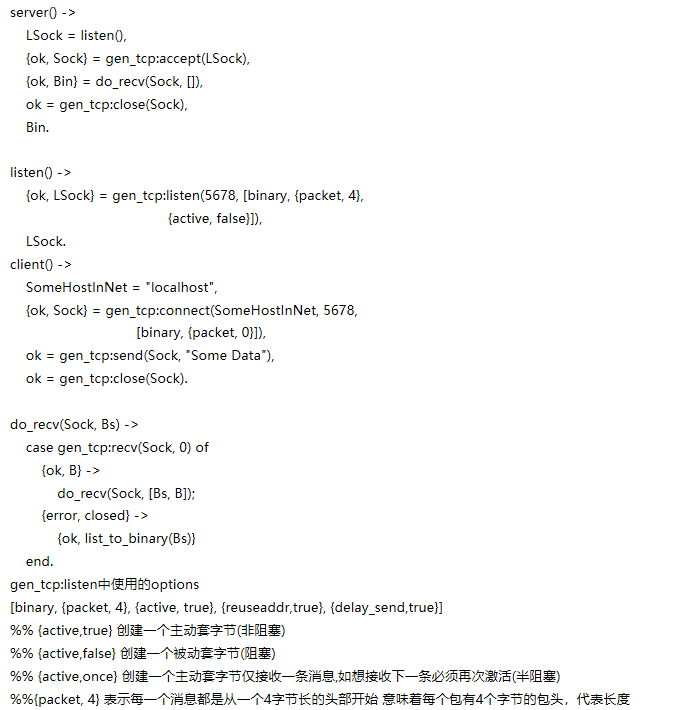 server() ->
LSock = listen(),
{ok, Sock} = gen_tcp:accept(LSock),
{ok, Bin} = do_recv(Sock, []),
ok = gen_tcp:close(Sock),
Bin.
listen() ->
{ok, LSock} = gen_tcp:listen(5678, [binary, {packet, 4},
{active, false}]),
LSock.
client() ->
SomeHostInNet = "localhost",
{ok, Sock} = gen_tcp:connect(SomeHostInNet, 5678,
[binary, {packet, 0}]),
ok = gen_tcp:send(Sock, "Some Data"),
ok = gen_tcp:close(Sock).
do_recv(Sock, Bs) ->
case gen_tcp:recv(Sock, 0) of
{ok, B} ->
do_recv(Sock, [Bs, B]);
{error, closed} ->
{ok, list_to_binary(Bs)}
end.
gen_tcp:listen中使用的options
[binary, {packet, 4}, {active, true}, {reuseaddr,true}, {delay_send,true}]
%% {active,true} 创建一个主动套字节(非阻塞)
%% {active,false} 创建一个被动套字节(阻塞)
%% {active,once} 创建一个主动套字节仅接收一条消息,如想接收下一条必须再次激活(半阻塞)
%%{packet, 4} 表示每一个消息都是从一个4字节长的头部开始 意味着每个包有4个字节的包头，代表长度